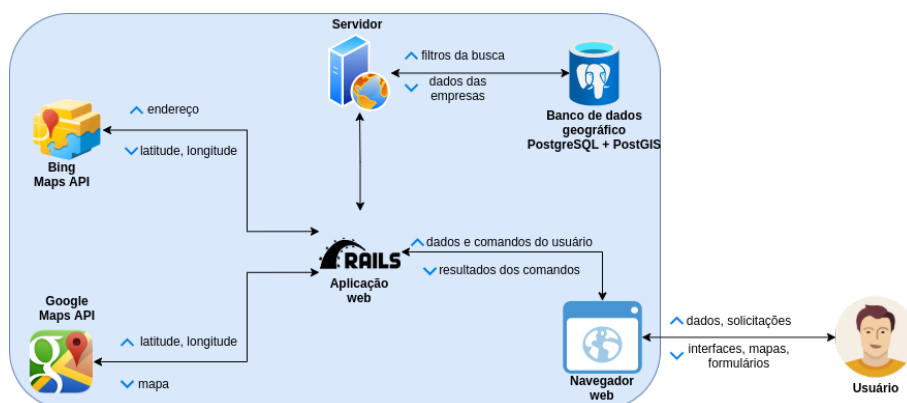 Servidor
filtros da busca
dados das
empresas
Banco de dados
geográfico
PostgreSQL + PostGIS
endereço
latitude, longitude
Bing
Maps API
RAILS
Aplicação
web
dados e comandos do usuário
resultados dos comandos
Google
Maps API
latitude, longitude
mapa
Navegador
web
dados, solicitações
interfaces, mapas,
formulários
Usuário